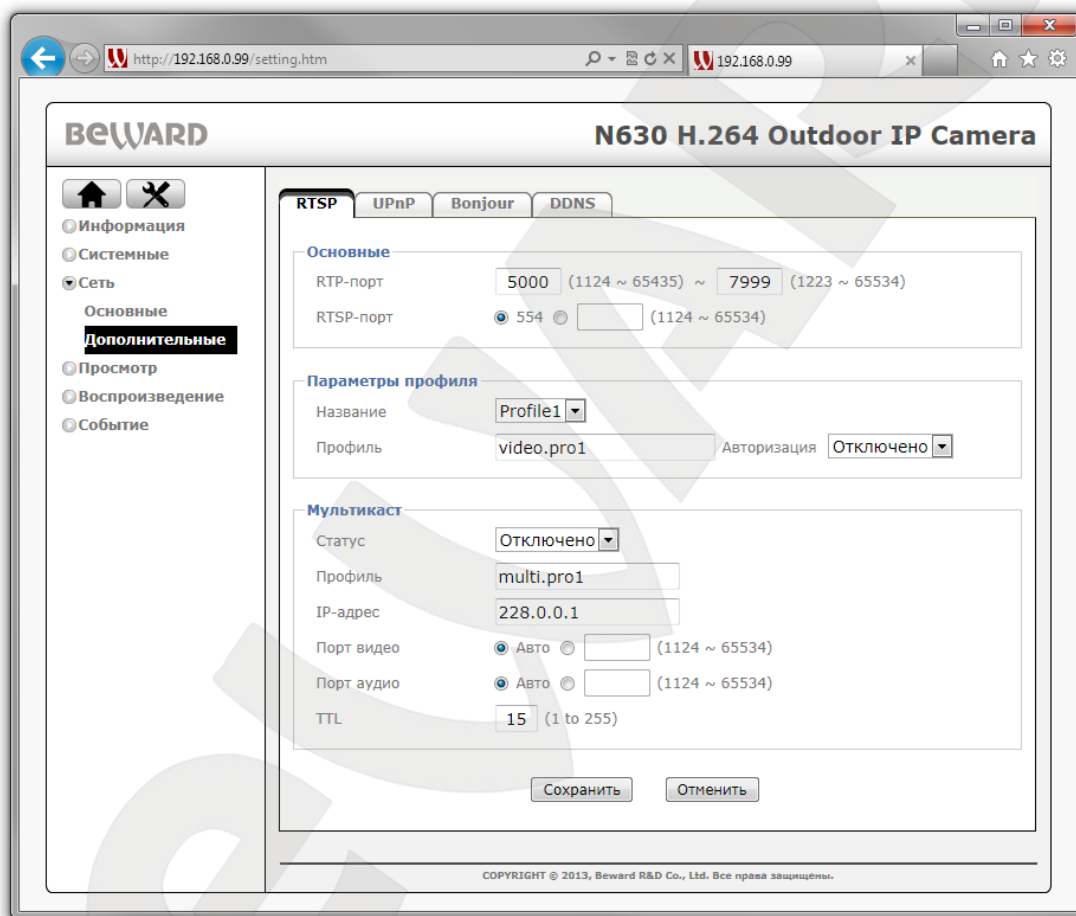 http://192.168.0.99/setting.htm
192.168.0.99
BEWARD
N630 H.264 Outdoor IP Camera
Информация
Системные
Сеть
Основные
Дополнительные
Просмотр
Воспроизведение
Событие
RTSP UPnP Bonjour DDNS
Основные
RTP-порт 5000 (1124 ~ 65435) ~ 7999 (1223 ~ 65534)
RTSP-порт 554 (1124 ~ 65534)
Параметры профиля
Название Profile1
Профиль video.pro1 Авторизация Отключено
Мультикаст
Статус Отключено
Профиль multi.pro1
IP-адрес 228.0.0.1
Порт видео Авто (1124 ~ 65534)
Порт аудио Авто (1124 ~ 65534)
TTL 15 (1 to 255)
Сохранить Отменить
COPYRIGHT © 2013, Beward R&D Co., Ltd. Все права защищены.